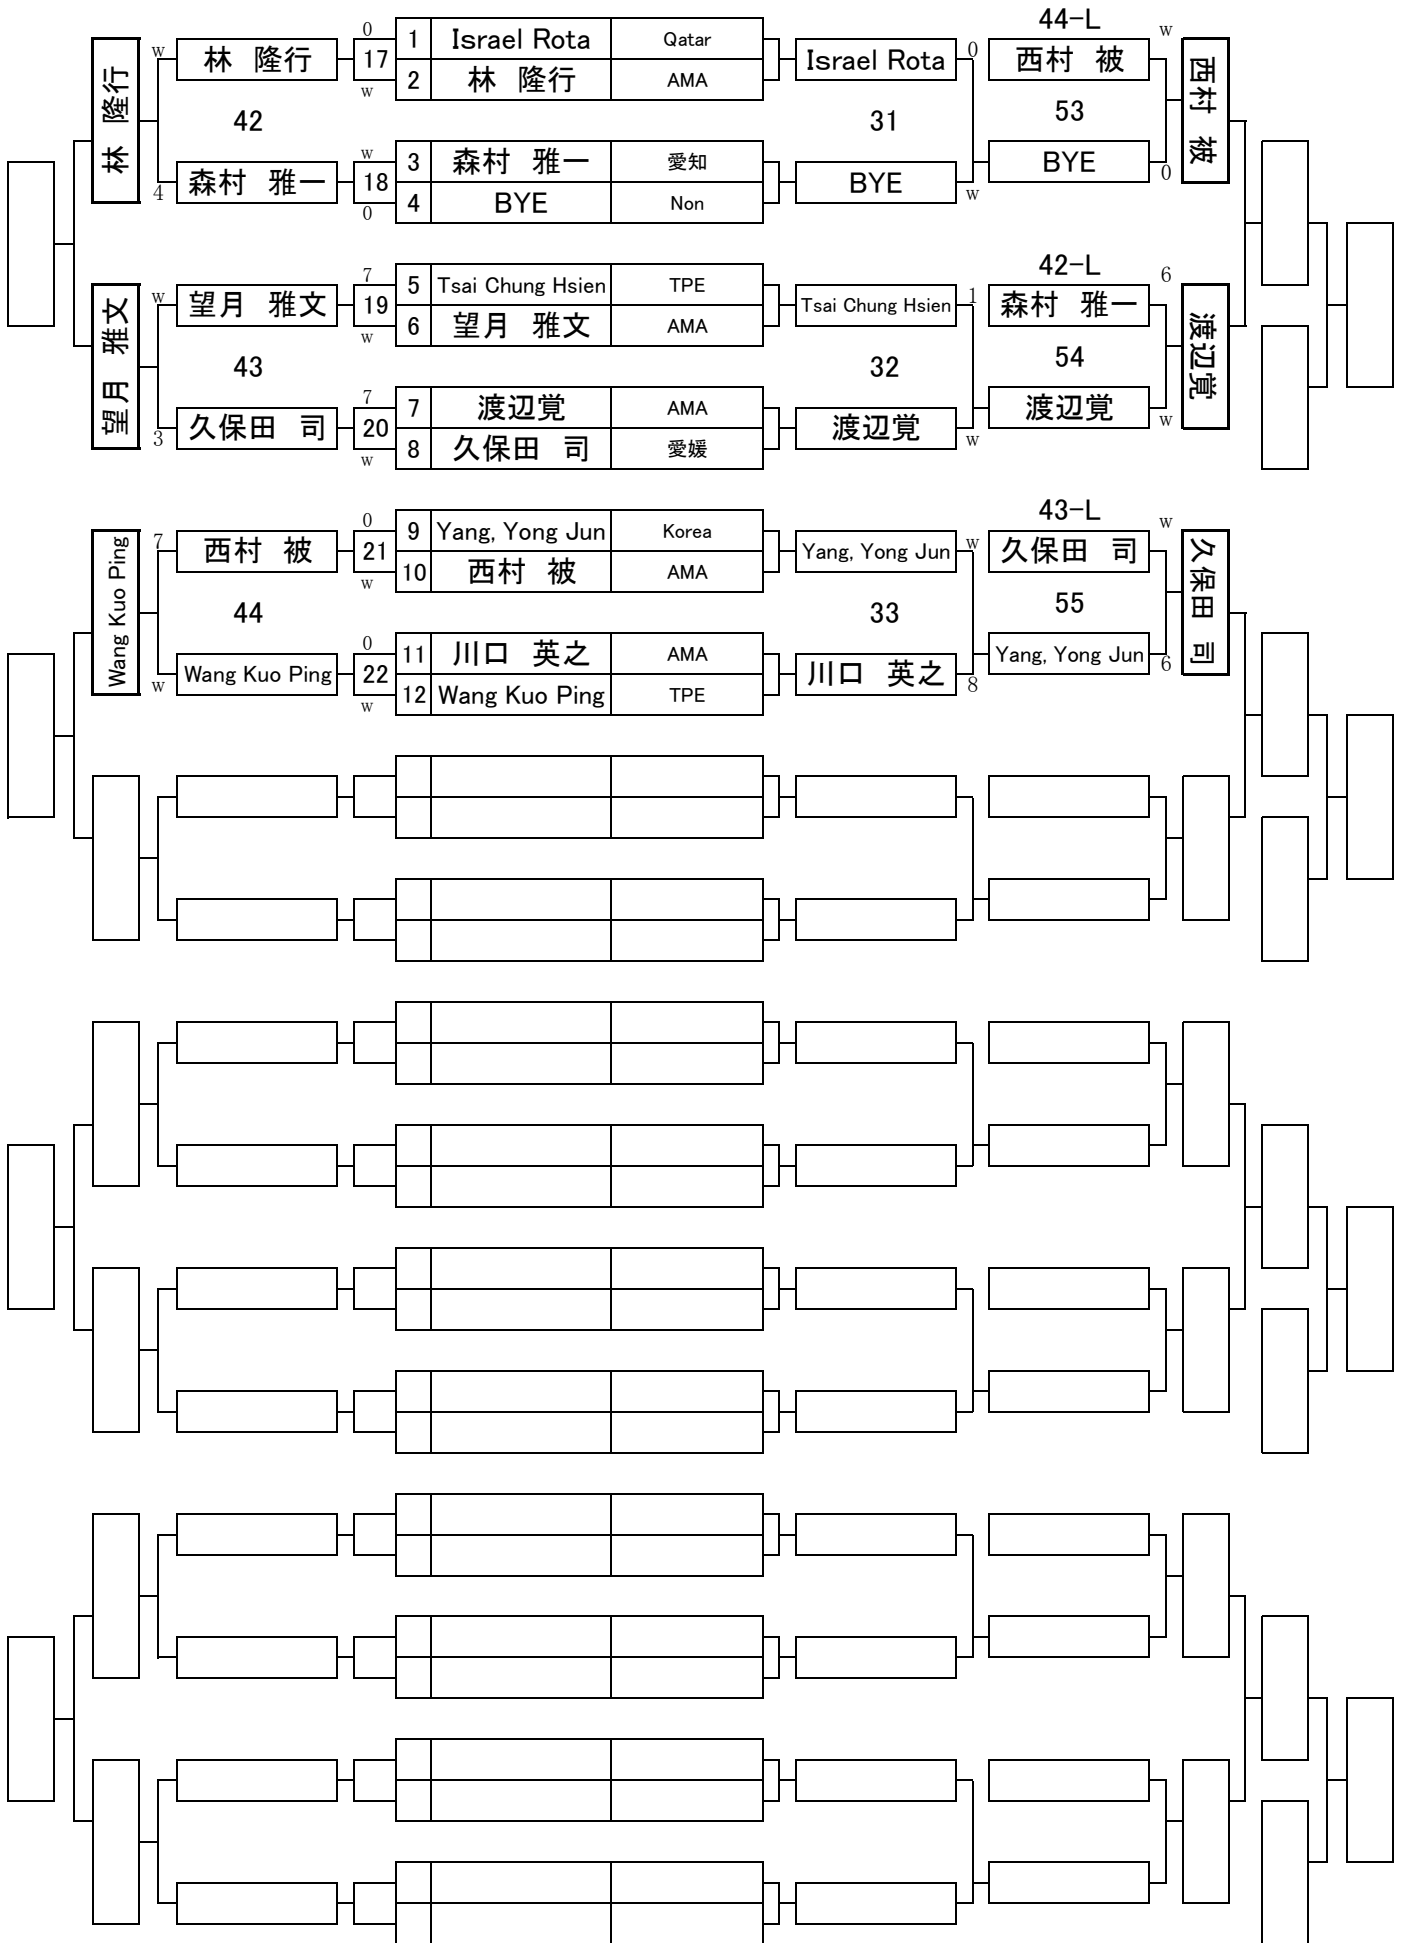 44-L
0 w
w 林 隆行 17 1 Israel Rota Qatar Israel Rota 0 西村 被
w 2 林 隆行 AMA
林 隆行 42 31 53 西村 被
w
4 森村 雅一 18 3 森村 雅一 愛知 BYE w BYE 0
0 4 BYE Non
42-L
7 6
w 望月 雅文 19 5 Tsai Chung Hsien TPE Tsai Chung Hsien 1 森村 雅一
w 6 望月 雅文 AMA
望月 雅文 43 32 54 渡辺覚
7
3 久保田 司 20 7 渡辺覚 AMA 渡辺覚 w 渡辺覚 w
w 8 久保田 司 愛媛
43-L
0 w
7 西村 被 21 9 Yang, Yong Jun Korea Yang, Yong Jun w 久保田 司
w 10 西村 被 AMA
Wang Kuo Ping 44 33 55 久保田 司
0
w Wang Kuo Ping 22 11 川口 英之 AMA 川口 英之 8 Yang, Yong Jun 6
w 12 Wang Kuo Ping TPE